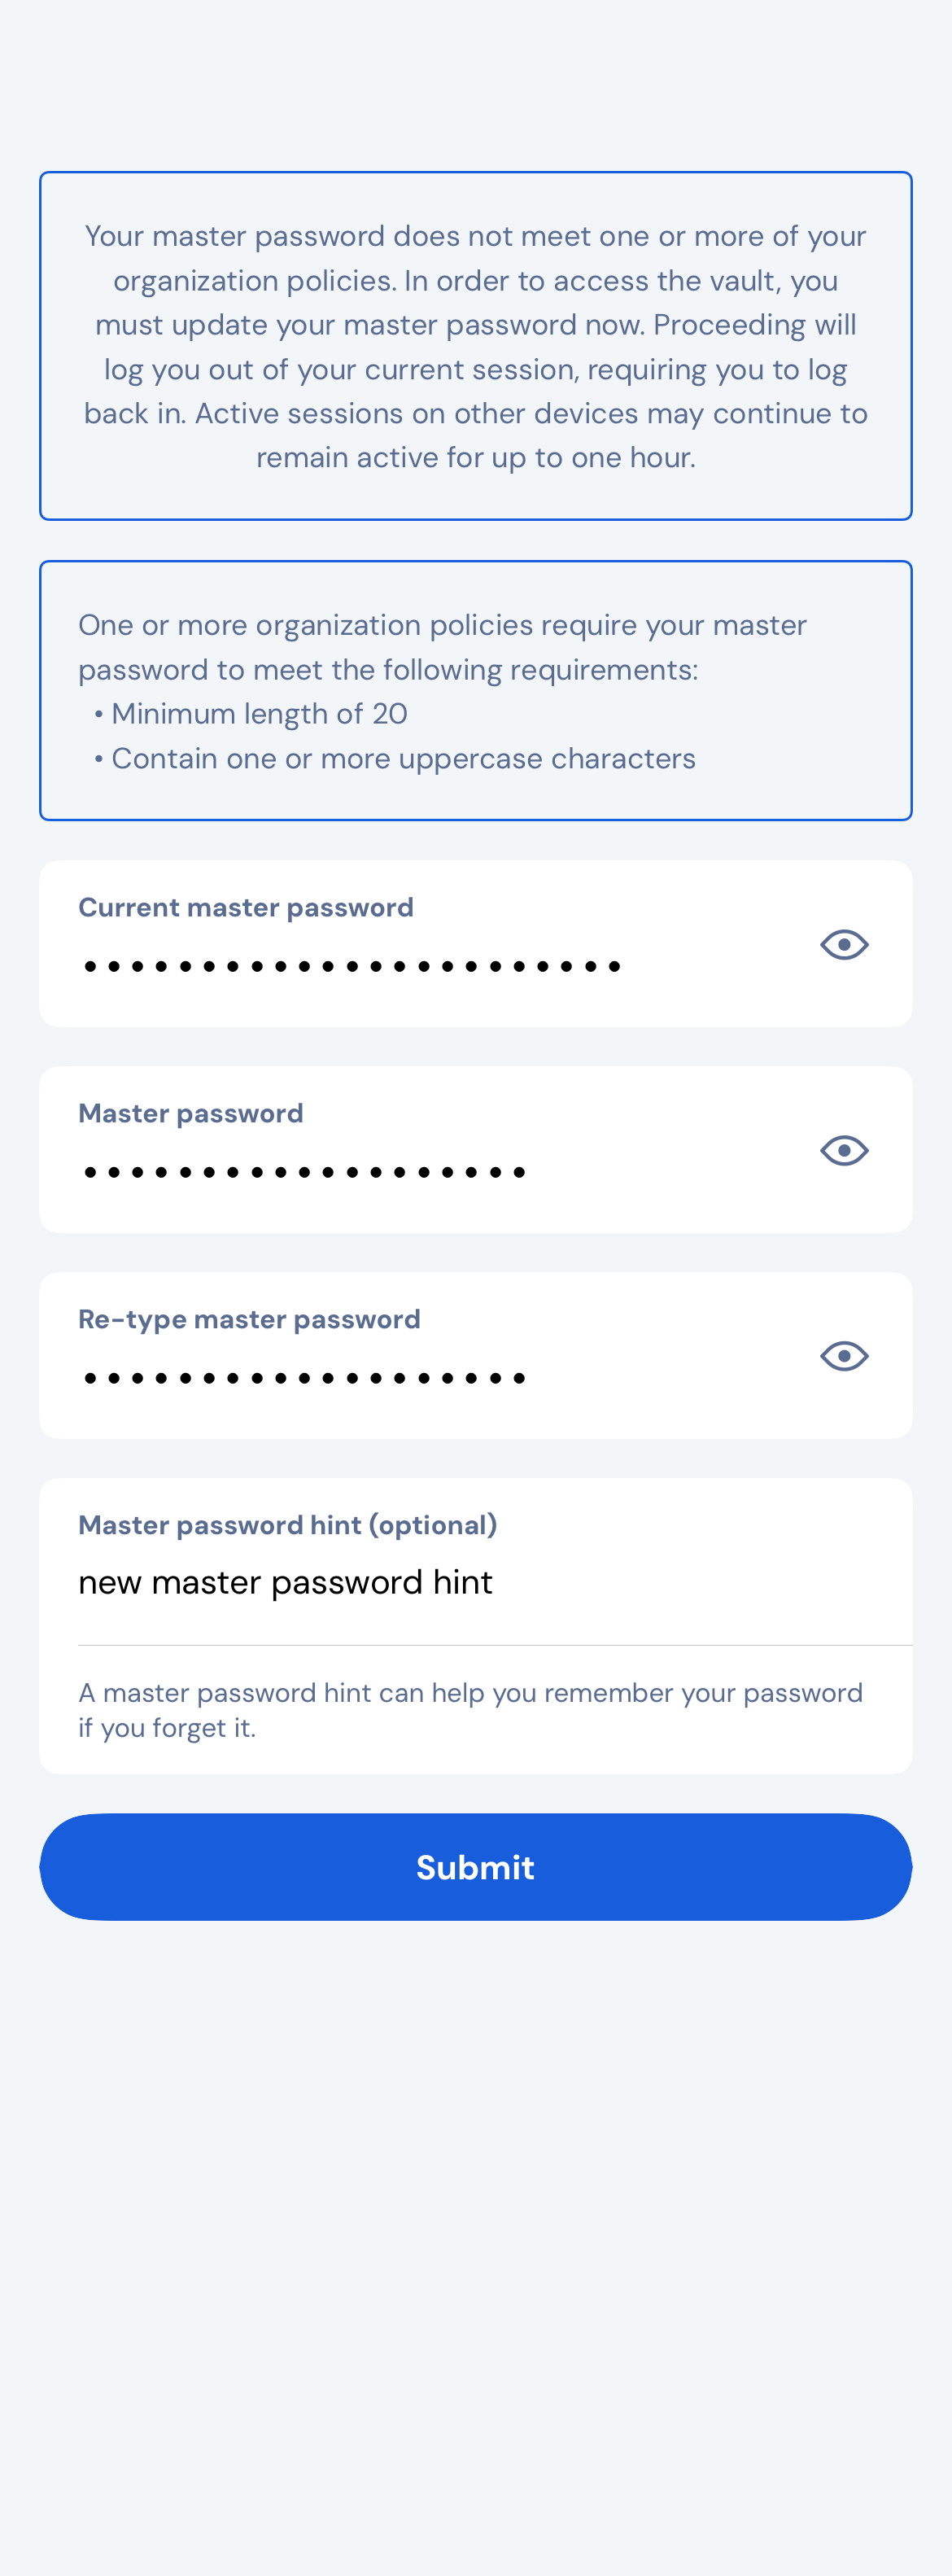 Your master password does not meet one or more of your
organization policies. In order to access the vault, you
must update your master password now. Proceeding will
log you out of your current session, requiring you to log
back in. Active sessions on other devices may continue to
remain active for up to one hour.
One or more organization policies require your master
password to meet the following requirements:
• Minimum length of 20
• Contain one or more uppercase characters
Current master password
•••••••••••••••••••••••
Master password
•••••••••••••••••••
Re-type master password
•••••••••••••••••••
Master password hint (optional)
new master password hint
A master password hint can help you remember your password
if you forget it.
Submit